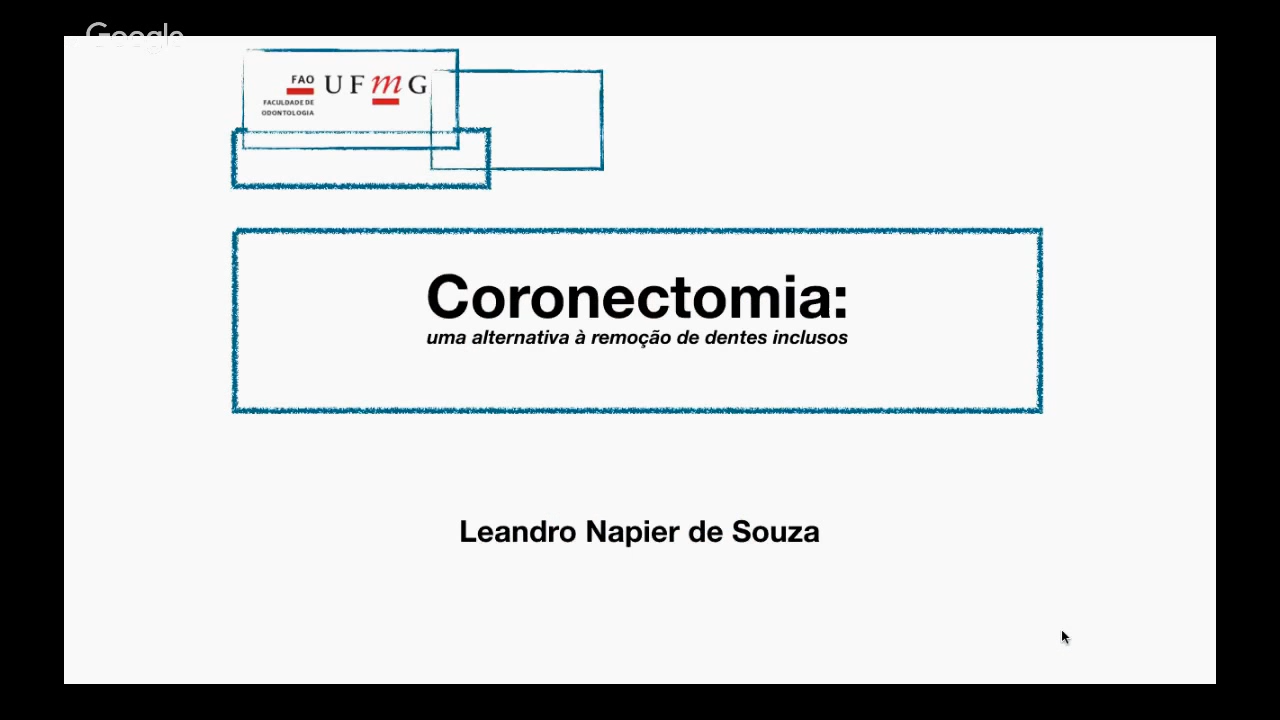 Google
FAO UFmG
FACULDADE DE
ODONTOLOGIA
Coronectomia:
uma alternativa à remoção de dentes inclusos
Leandro Napier de Souza